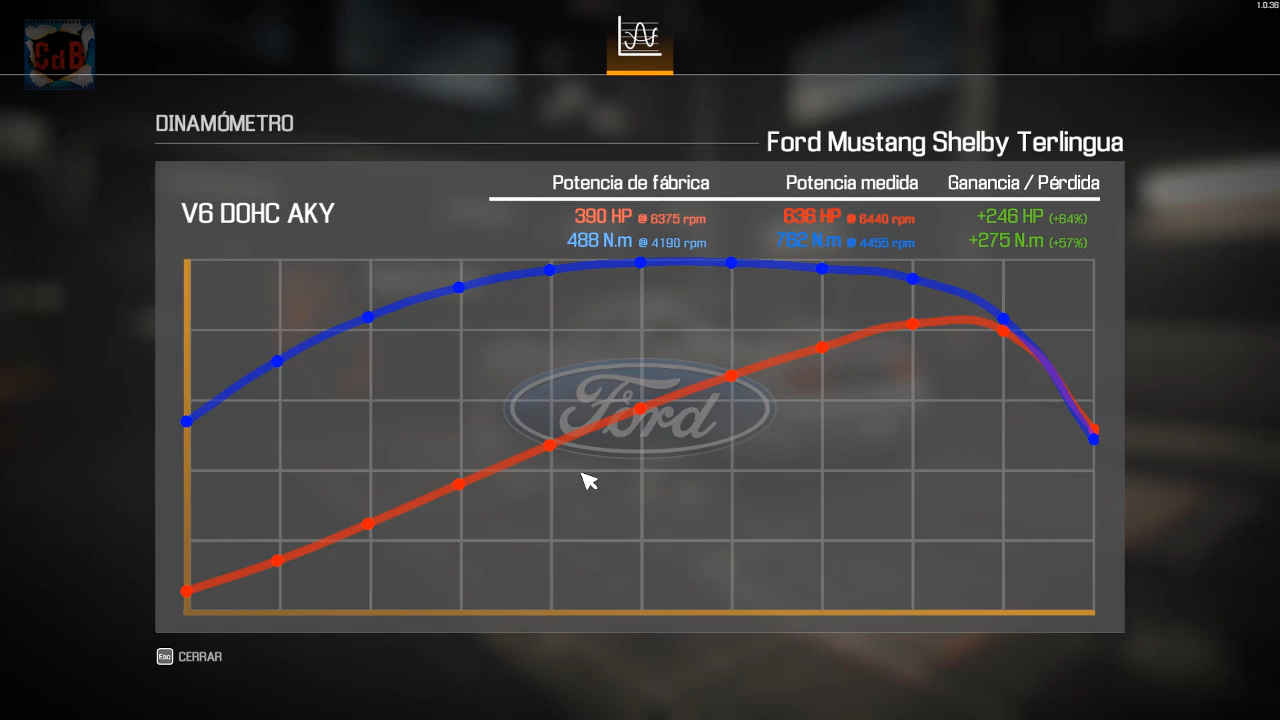 1.0.36
CdB
DINAMÓMETRO
Ford Mustang Shelby Terlingua
Potencia de fábrica Potencia medida Ganancia / Pérdida
V6 DOHC AKY
390 HP @ 6375 rpm 636 HP @ 6440 rpm +246 HP (+64%)
488 N.m @ 4190 rpm 762 N.m @ 4455 rpm +275 N.m (+57%)
Ford
Esc CERRAR